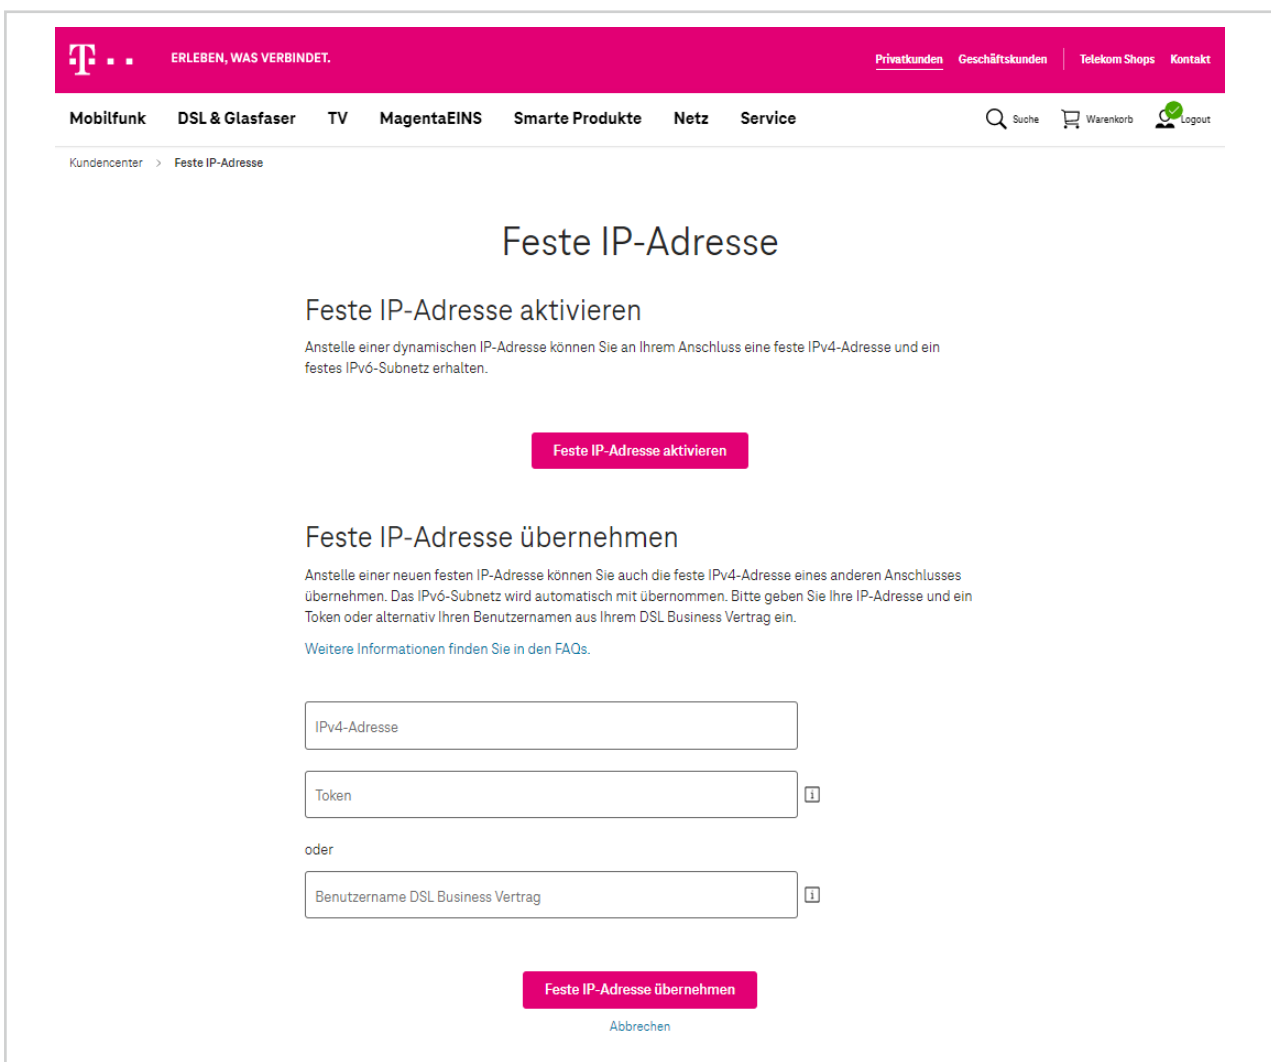 T
ERLEBEN, WAS VERBINDET.
Privatkunden Geschäftskunden Telekom Shops Kontakt
Mobilfunk DSL & Glasfaser TV MagentaEINS Smarte Produkte Netz Service Suche Warenkorb Logout
Kundencenter > Feste IP-Adresse
Feste IP-Adresse
Feste IP-Adresse aktivieren
Anstelle einer dynamischen IP-Adresse können Sie an Ihrem Anschluss eine feste IPv4-Adresse und ein
festes IPv6-Subnetz erhalten.
Feste IP-Adresse aktivieren
Feste IP-Adresse übernehmen
Anstelle einer neuen festen IP-Adresse können Sie auch die feste IPv4-Adresse eines anderen Anschlusses
übernehmen. Das IPv6-Subnetz wird automatisch mit übernommen. Bitte geben Sie Ihre IP-Adresse und ein
Token oder alternativ Ihren Benutzernamen aus Ihrem DSL Business Vertrag ein.
Weitere Informationen finden Sie in den FAQs.
IPv4-Adresse
Token
oder
Benutzername DSL Business Vertrag
Feste IP-Adresse übernehmen
Abbrechen